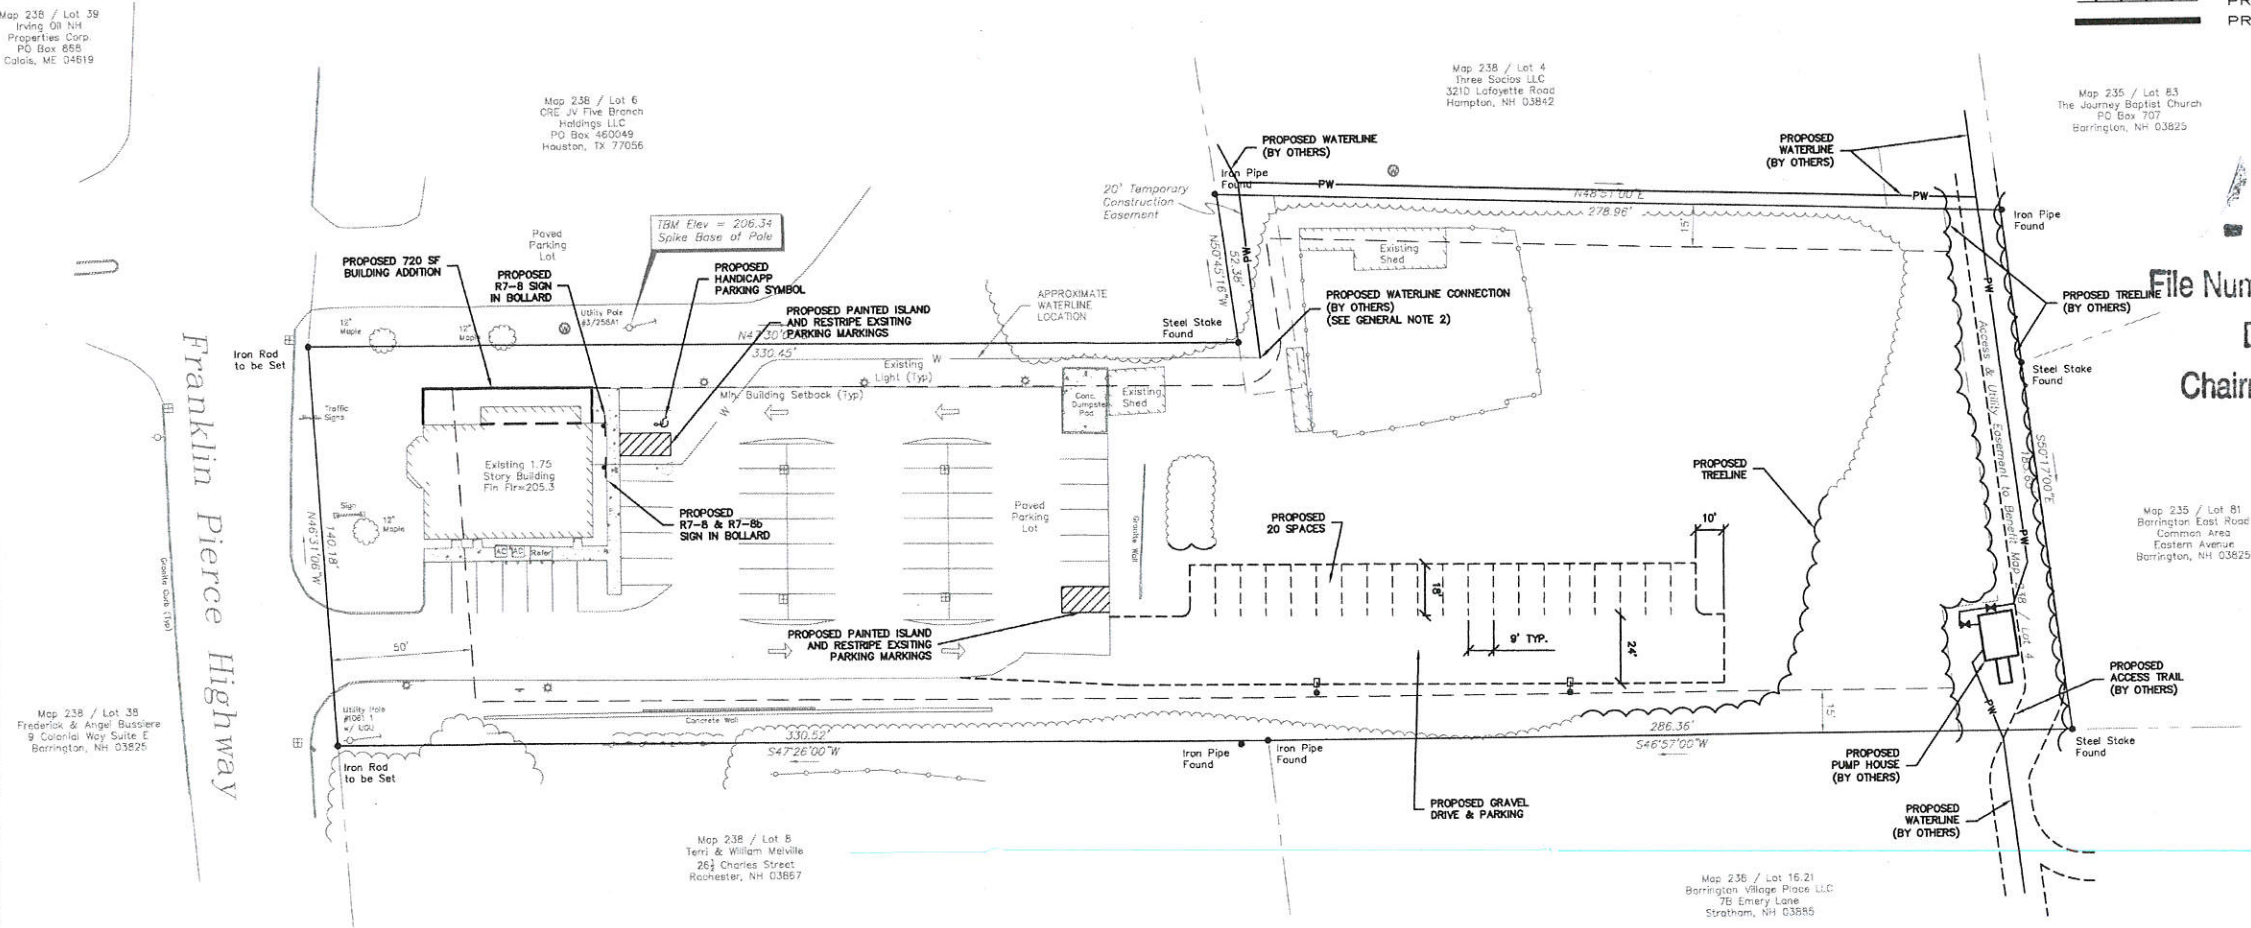 Map 238 / Lot 39
Irving Oil NH
Properties Corp.
PO Box 868
Calais, ME 04619
Map 238 / Lot 6
CRE JV Five Branch
Holdings LLC
PO Box 460049
Houston, TX 77056
Map 238 / Lot 4
Three Socios LLC
321D Lafayette Road
Hampton, NH 03842
Map 235 / Lot 83
The Journey Baptist Church
PO Box 707
Barrington, NH 03825
PR
PR
PROPOSED WATERLINE
(BY OTHERS)
PROPOSED
WATERLINE
(BY OTHERS)
Iron Pipe
Found
20' Temporary
Construction
Easement
PW
PW
N48°51'00"E
278.96'
15'
Iron Pipe
Found
TBM Elev = 206.34
Spike Base of Pole
Paved
Parking
Lot
PROPOSED 720 SF
BUILDING ADDITION
PROPOSED
R7-8 SIGN
IN BOLLARD
PROPOSED
HANDICAPP
PARKING SYMBOL
PROPOSED PAINTED ISLAND
AND RESTRIPE EXSITING
PARKING MARKINGS
Utility Pole
#3/258A1
12"
Maple
12"
Maple
APPROXIMATE
WATERLINE
LOCATION
N50°45'16"W
52.38'
PW
Existing
Shed
PROPOSED WATERLINE CONNECTION
(BY OTHERS)
(SEE GENERAL NOTE 2)
Steel Stake
Found
PW
PRPOSED TREELINE
(BY OTHERS)
File Num
Chairm
Steel Stake
Found
Iron Rod
to be Set
330.45'
W
Existing
Light (Typ)
Min Building Setback (Typ)
W
Conc.
Dumpster
Pad
Existing
Shed
Traffic
Signs
Franklin Pierce Highway
Existing 1.75
Story Building
Fin Flr=205.3
Sign
12"
Maple
N46°31'06"W
140.18'
AC
AC
Refer
PROPOSED
R7-8 & R7-8b
SIGN IN BOLLARD
Paved
Parking
Lot
Granite Wall
PROPOSED
20 SPACES
PROPOSED
TREELINE
10'
18'
9' TYP.
24'
Access & Utility Easement to Benefit Map 238 / Lot 4
S50°17'00"E
PW
Map 235 / Lot 81
Barrington East Road
Common Area
Eastern Avenue
Barrington, NH 03825
Granite Curb (Typ)
50'
PROPOSED PAINTED ISLAND
AND RESTRIPE EXSITING
PARKING MARKINGS
PROPOSED
ACCESS TRAIL
(BY OTHERS)
PW
15'
Map 238 / Lot 38
Frederick & Angel Bussiere
9 Colonial Way Suite E
Barrington, NH 03825
Utility Pole
#1061 1
w/ UGU
Concrete Wall
330.52'
S47°26'00"W
286.36'
S46°57'00"W
Iron Pipe
Found
Iron Pipe
Found
Steel Stake
Found
Iron Rod
to be Set
PROPOSED
PUMP HOUSE
(BY OTHERS)
PROPOSED GRAVEL
DRIVE & PARKING
PROPOSED
WATERLINE
(BY OTHERS)
Map 238 / Lot 8
Terri & William Melville
26½ Charles Street
Rochester, NH 03867
Map 238 / Lot 16.21
Barrington Village Place LLC
7B Emery Lane
Stratham, NH 03885